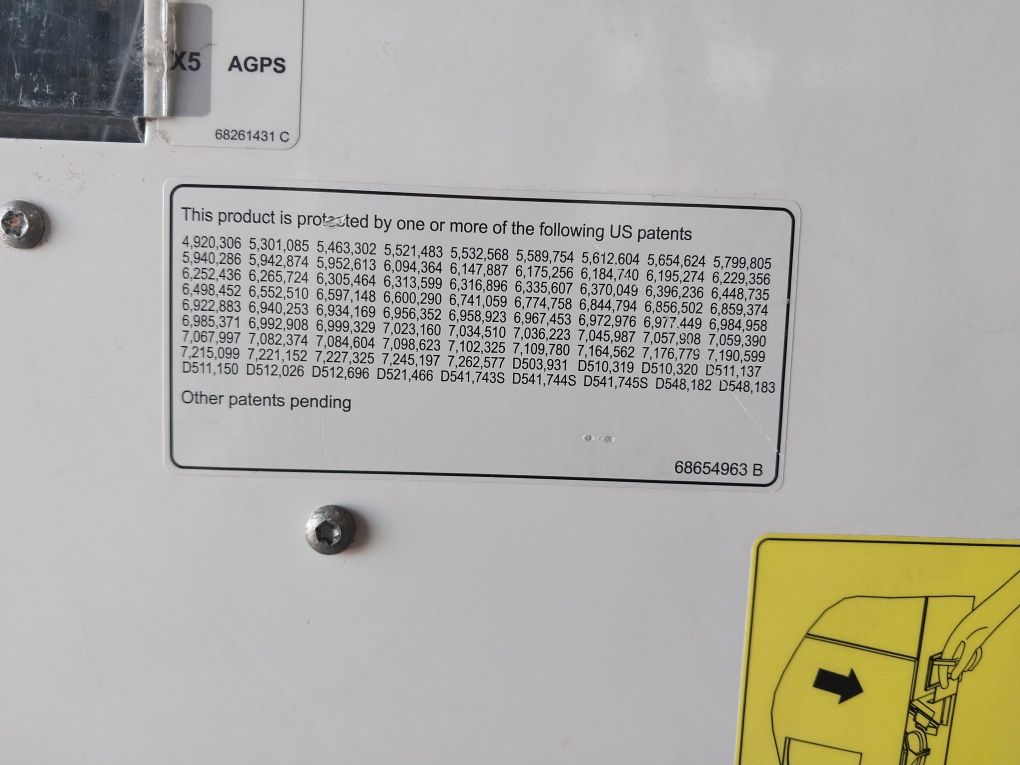 X5 AGPS
68261431 C
This product is protected by one or more of the following US patents
4,920,306 5,301,085 5,463,302 5,521,483 5,532,568 5,589,754 5,612,604 5,654,624 5,799,805
5,940,286 5,942,874 5,952,613 6,094,364 6,147,887 6,175,256 6,184,740 6,195,274 6,229,356
6,252,436 6,265,724 6,305,464 6,313,599 6,316,896 6,335,607 6,370,049 6,396,236 6,448,735
6,498,452 6,552,510 6,597,148 6,600,290 6,741,059 6,774,758 6,844,794 6,856,502 6,859,374
6,922,883 6,940,253 6,934,169 6,956,352 6,958,923 6,967,453 6,972,976 6,977,449 6,984,958
6,985,371 6,992,908 6,999,329 7,023,160 7,034,510 7,036,223 7,045,987 7,057,908 7,059,390
7,067,997 7,082,374 7,084,604 7,098,623 7,102,325 7,109,780 7,164,562 7,176,779 7,190,599
7,215,099 7,221,152 7,227,325 7,245,197 7,262,577 D503,931 D510,319 D510,320 D511,137
D511,150 D512,026 D512,696 D521,466 D541,743S D541,744S D541,745S D548,182 D548,183
Other patents pending
68654963 B